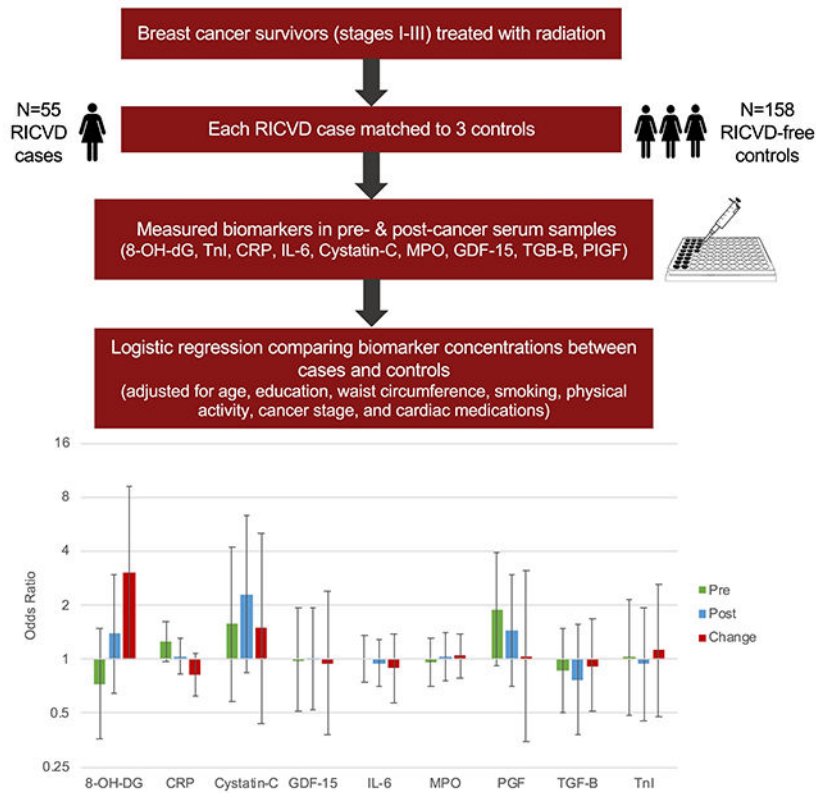 Breast cancer survivors (stages I-III) treated with radiation
N=55
RICVD
cases
Each RICVD case matched to 3 controls
N=158
RICVD-free
controls
Measured biomarkers in pre- & post-cancer serum samples
(8-OH-dG, TnI, CRP, IL-6, Cystatin-C, MPO, GDF-15, TGB-B, PIGF)
Logistic regression comparing biomarker concentrations between
cases and controls
(adjusted for age, education, waist circumference, smoking, physical
activity, cancer stage, and cardiac medications)
16
8
4
2
1
0.5
0.25
Odds Ratio
Pre
Post
Change
8-OH-DG CRP Cystatin-C GDF-15 IL-6 MPO PGF TGF-B TnI